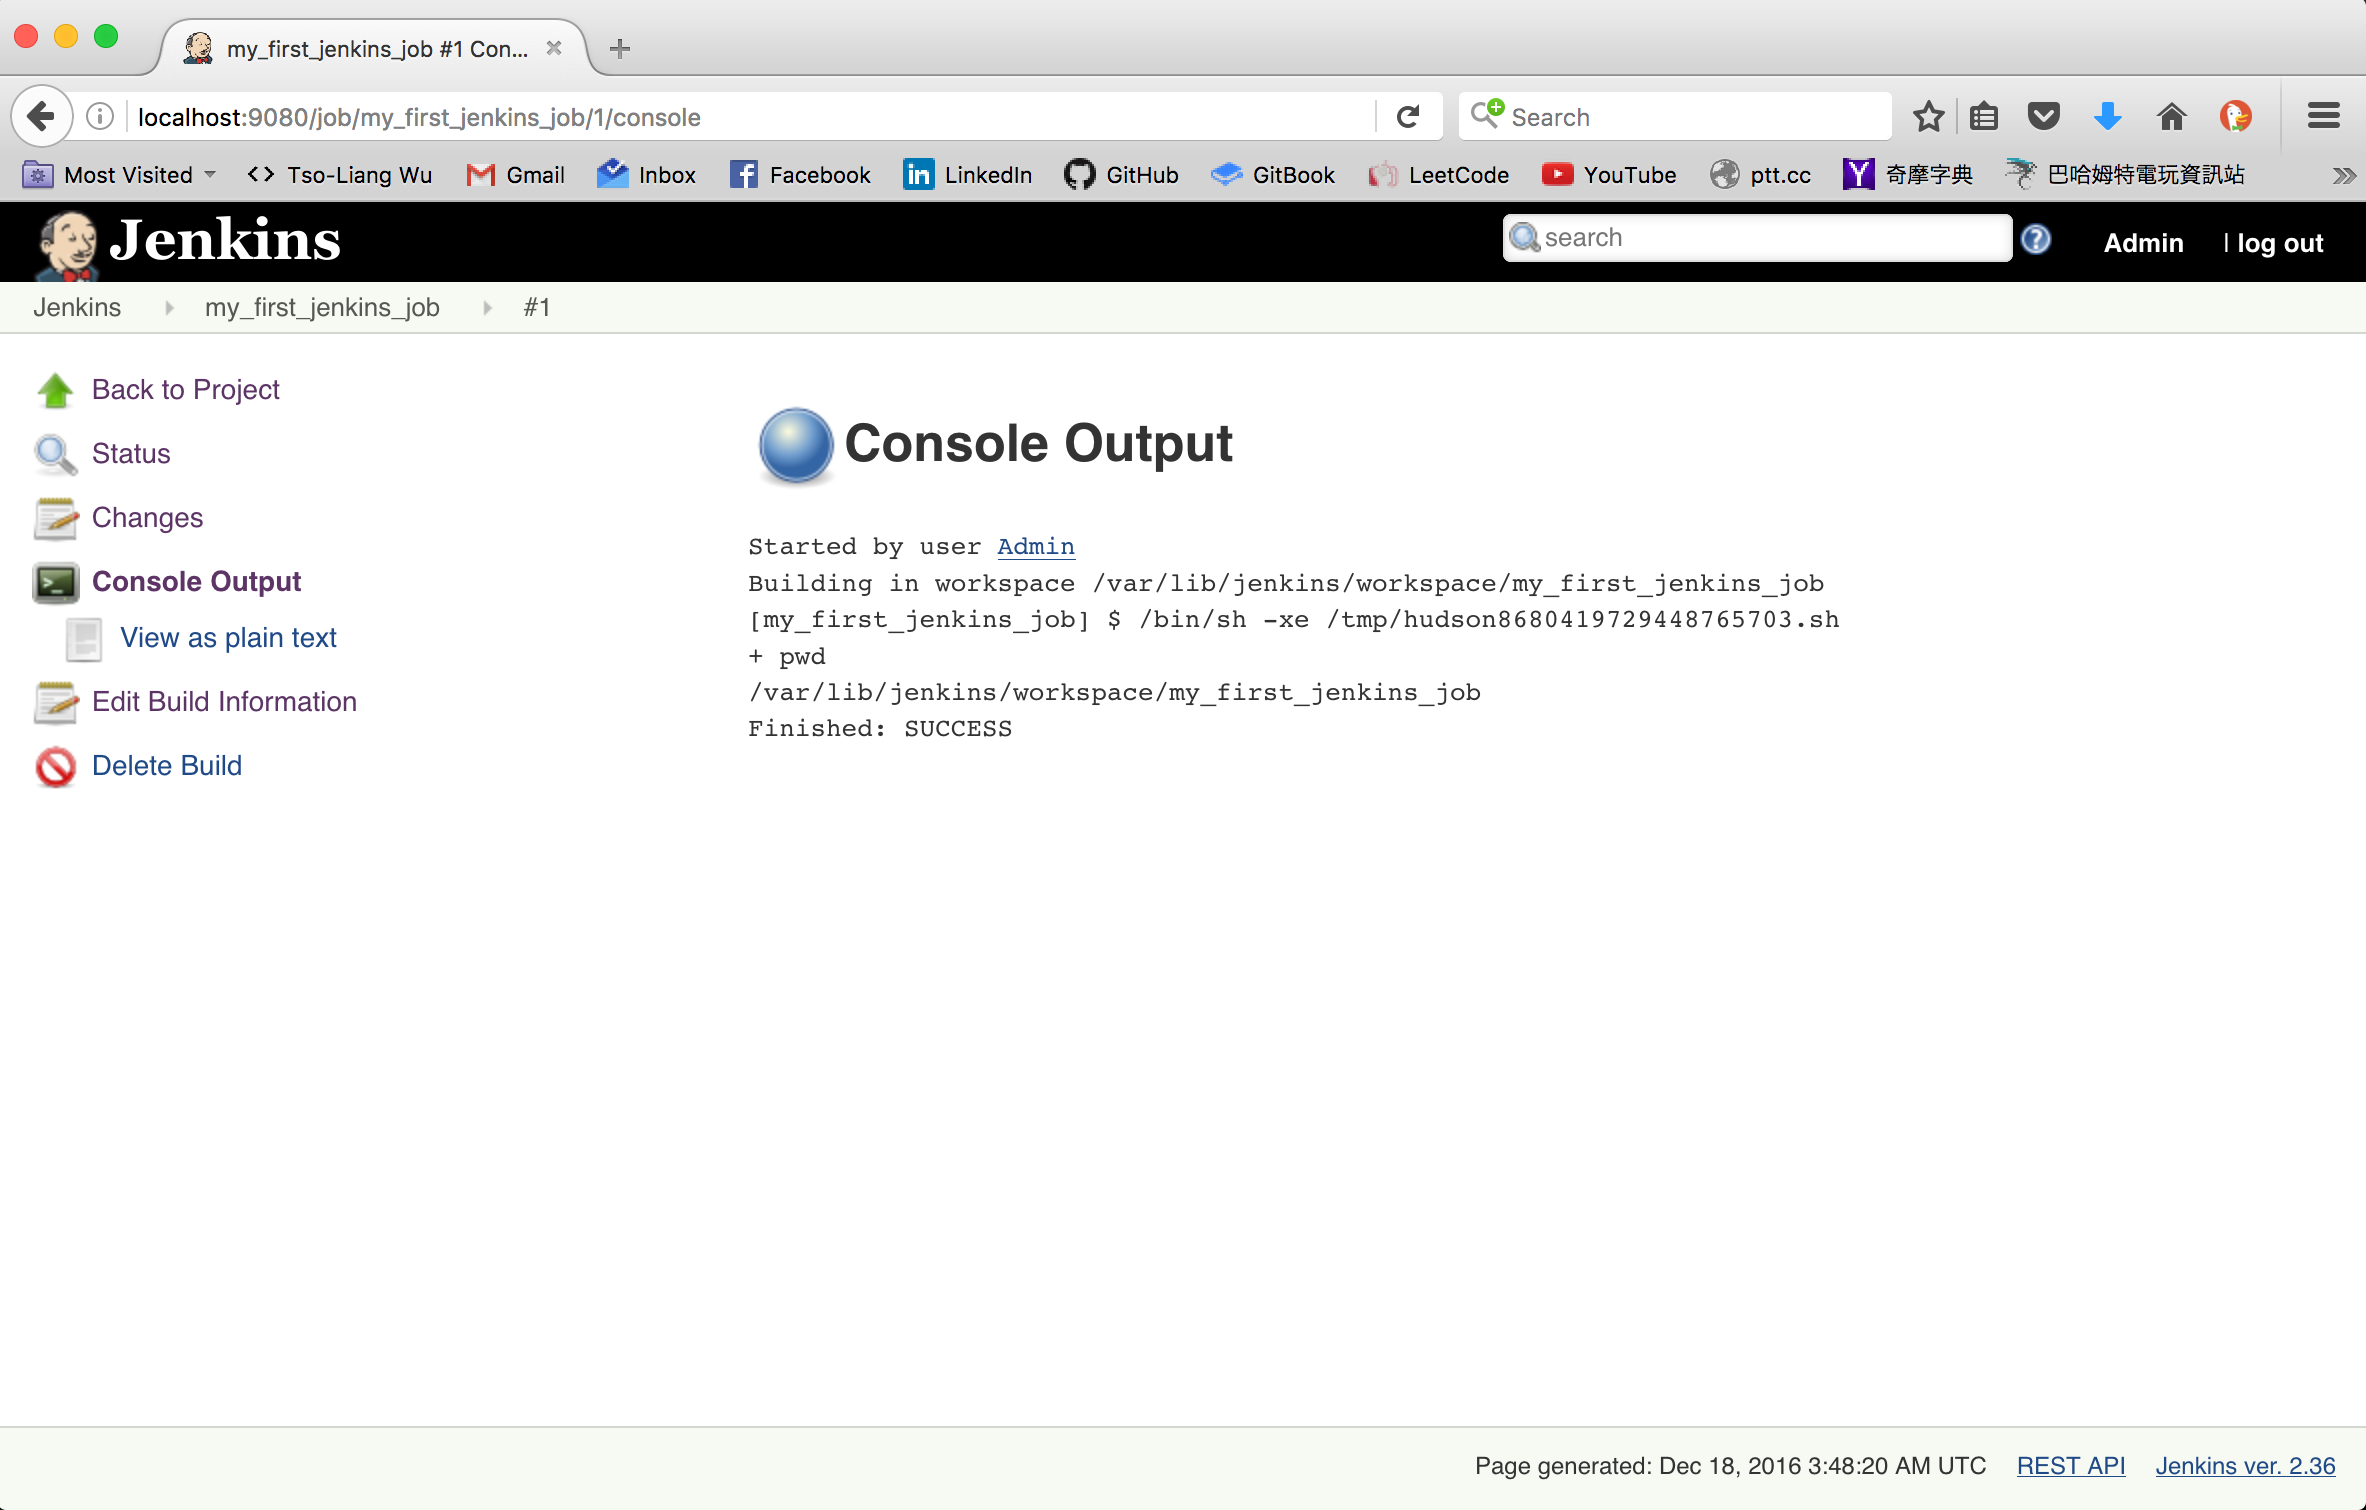 my_first_jenkins_job #1 Con...
localhost:9080/job/my_first_jenkins_job/1/console
Search
Most Visited <> Tso-Liang Wu Gmail Inbox Facebook LinkedIn GitHub GitBook LeetCode YouTube ptt.cc 奇摩字典 巴哈姆特電玩資訊站
Jenkins search Admin | log out
Jenkins my_first_jenkins_job #1
Back to Project
Status
Changes
Console Output
View as plain text
Edit Build Information
Delete Build
Console Output
Started by user Admin
Building in workspace /var/lib/jenkins/workspace/my_first_jenkins_job
[my_first_jenkins_job] $ /bin/sh -xe /tmp/hudson8680419729448765703.sh
+ pwd
/var/lib/jenkins/workspace/my_first_jenkins_job
Finished: SUCCESS
Page generated: Dec 18, 2016 3:48:20 AM UTC REST API Jenkins ver. 2.36